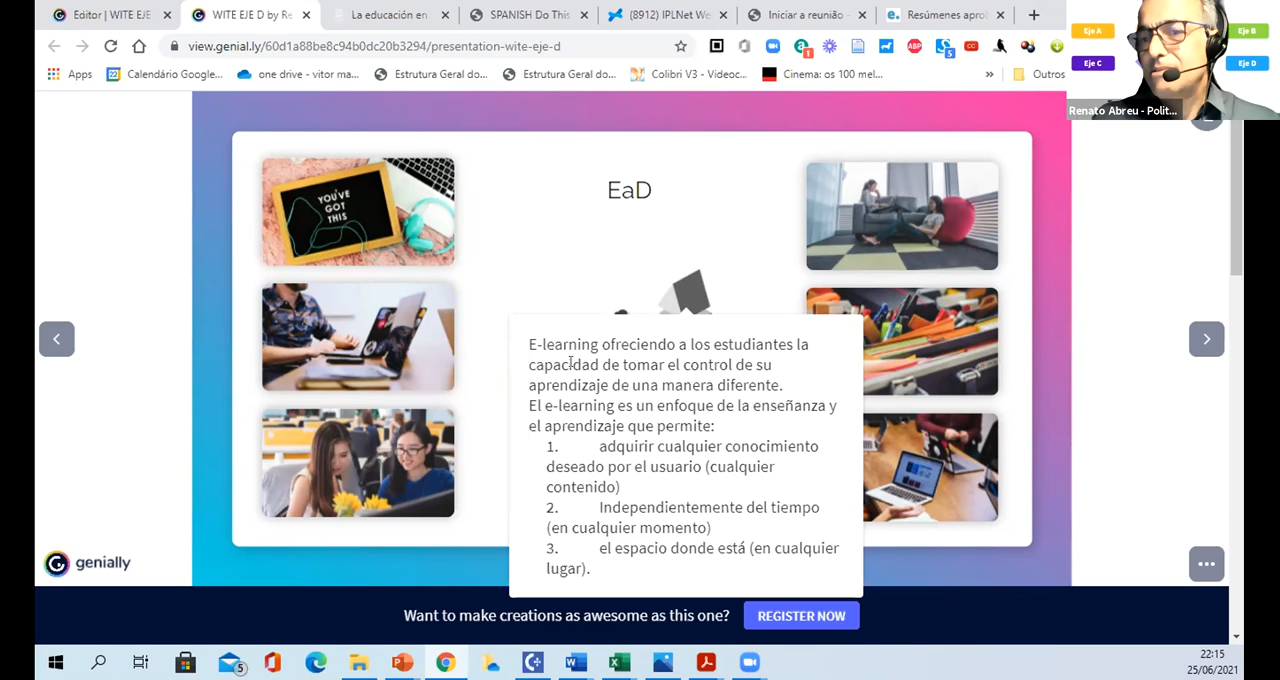 Editor | WITE EJE
WITE EJE D by Re
La educación en
SPANISH Do This
(8912) IPLNet We
Iniciar a reunião -
Resúmenes aprob
view.genial.ly/60d1a88be8c94b0dc20b3294/presentation-wite-eje-d
Apps
Calendário Google...
one drive - vitor ma...
Estrutura Geral do...
Estrutura Geral do...
Colibri V3 - Videoc...
Cinema: os 100 mel...
»
Outros
Eje A
Eje B
Eje C
Eje D
Renato Abreu - Polit...
YOU'VE
GOT
THIS
EaD
E-learning ofreciendo a los estudiantes la
capacidad de tomar el control de su
aprendizaje de una manera diferente.
El e-learning es un enfoque de la enseñanza y
el aprendizaje que permite:
1. adquirir cualquier conocimiento
deseado por el usuario (cualquier
contenido)
2. Independientemente del tiempo
(en cualquier momento)
3. el espacio donde está (en cualquier
lugar).
genially
Want to make creations as awesome as this one?
REGISTER NOW
22:15
25/06/2021